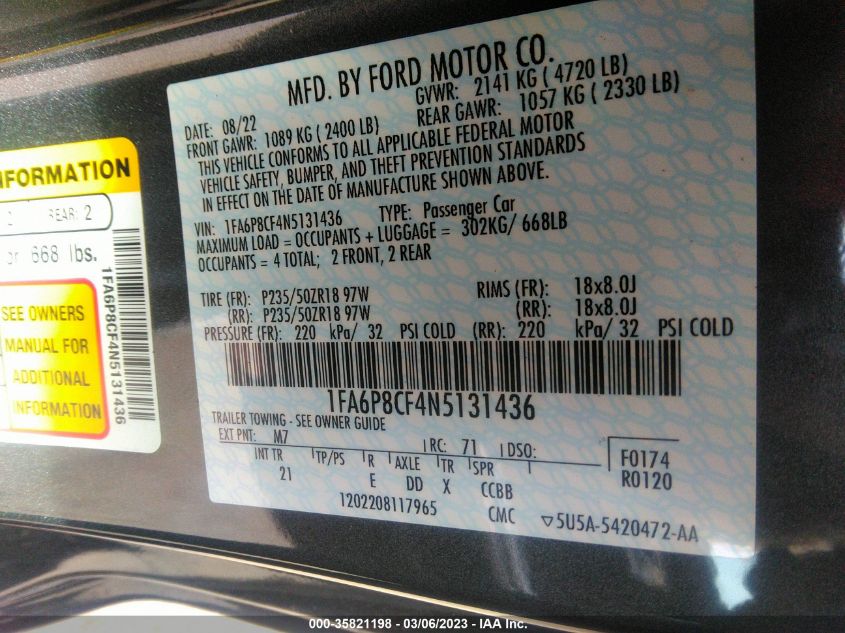 NFORMATION
REAR: 2
or 668 lbs.
SEE OWNERS
MANUAL FOR
ADDITIONAL
INFORMATION
1FA6P8CF4N5131436
MFD. BY FORD MOTOR CO.
DATE: 08/22 GVWR: 2141 KG ( 4720 LB)
FRONT GAWR: 1089 KG ( 2400 LB) REAR GAWR: 1057 KG ( 2330 LB)
THIS VEHICLE CONFORMS TO ALL APPLICABLE FEDERAL MOTOR
VEHICLE SAFETY, BUMPER, AND THEFT PREVENTION STANDARDS
IN EFFECT ON THE DATE OF MANUFACTURE SHOWN ABOVE.
VIN: 1FA6P8CF4N5131436 TYPE: Passenger Car
MAXIMUM LOAD = OCCUPANTS + LUGGAGE = 302KG/ 668LB
OCCUPANTS = 4 TOTAL; 2 FRONT, 2 REAR
TIRE (FR): P235/50ZR18 97W RIMS (FR): 18x8.0J
(RR): P235/50ZR18 97W (RR): 18x8.0J
PRESSURE (FR): 220 kPa/ 32 PSI COLD (RR): 220 kPa/ 32 PSI COLD
1FA6P8CF4N5131436
TRAILER TOWING - SEE OWNER GUIDE
EXT PNT: M7 RC: 71 DSO: F0174
INT TR TP/PS R AXLE TR SPR R0120
21 E DD X CCBB
1202208117965 CMC ▽5U5A-5420472-AA
000-35821198 - 03/06/2023 - IAA Inc.